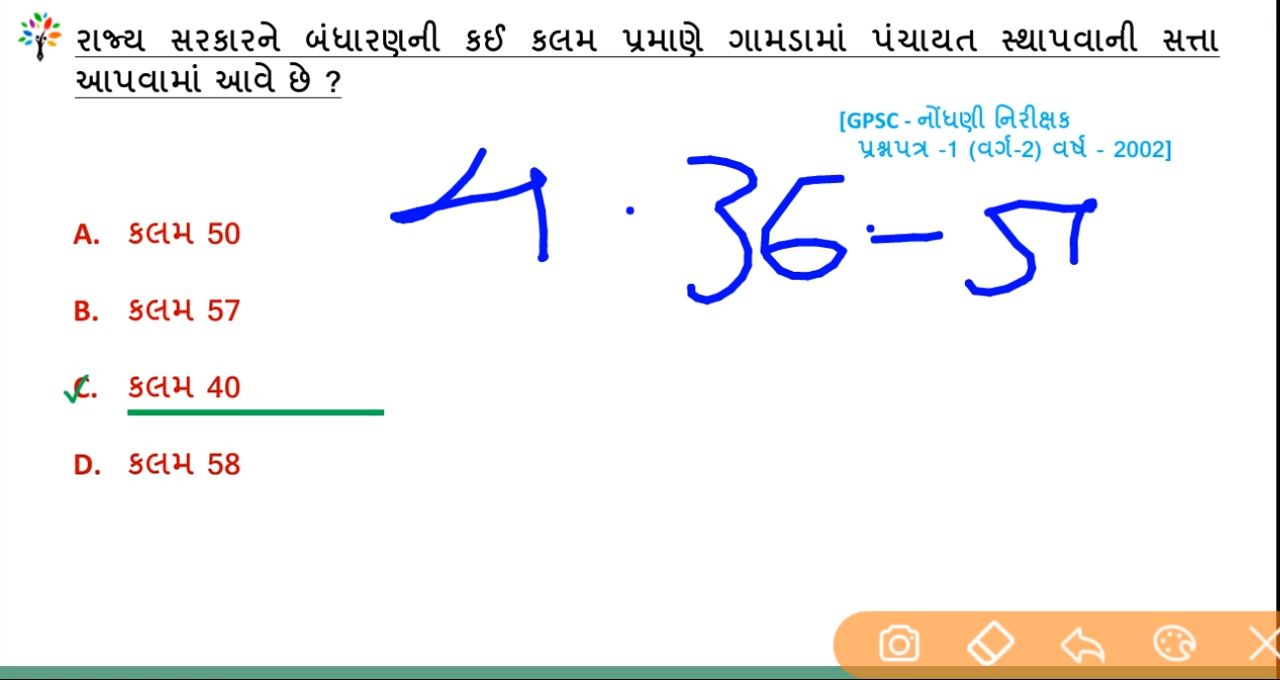 રાજ્ય સરકારને બંધારણની કઈ કલમ પ્રમાણે ગામડામાં પંચાયત સ્થાપવાની સત્તા
આપવામાં આવે છે ?
[GPSC - નોંધણી નિરીક્ષક
પ્રશ્નપત્ર -1 (વર્ગ-2) વર્ષ - 2002]
36 - 51
A. કલમ 50
B. કલમ 57
C. કલમ 40
D. કલમ 58